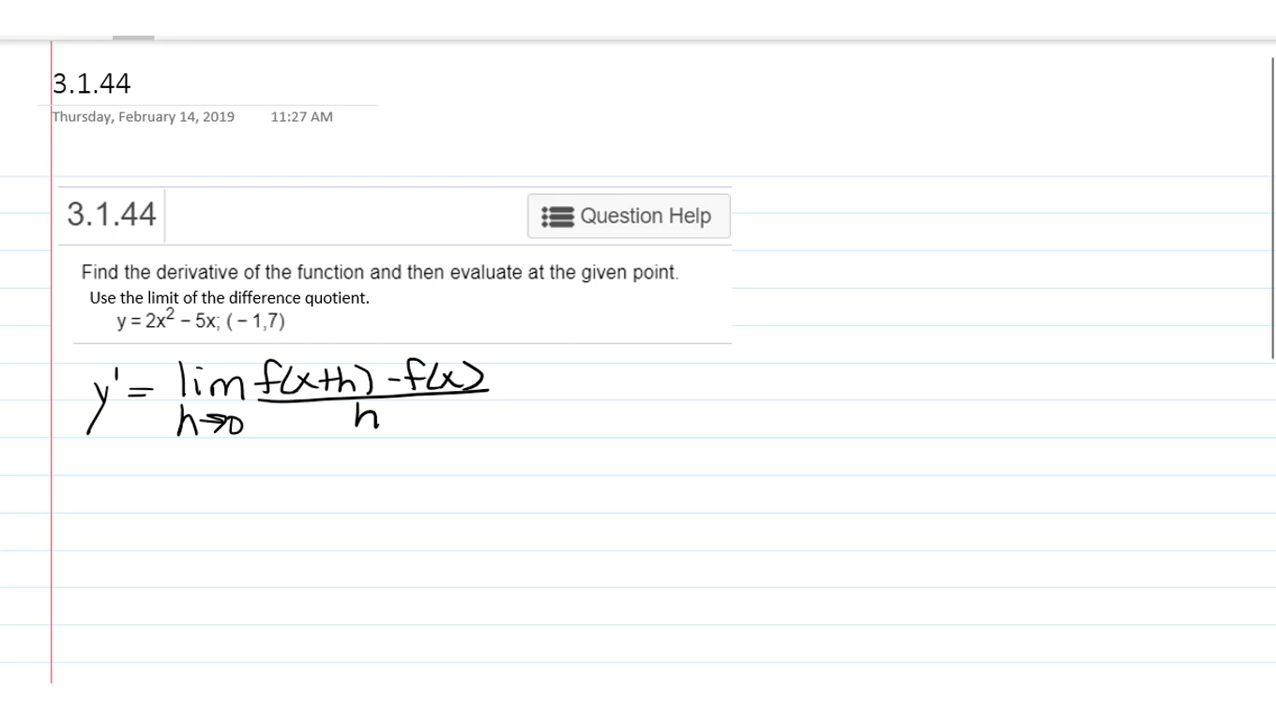 3.1.44
Thursday, February 14, 2019 11:27 AM
3.1.44 Question Help
Find the derivative of the function and then evaluate at the given point.
Use the limit of the difference quotient.
y = 2x² − 5x; ( − 1,7)
y' = lim f(x+h) - f(x)
h→0 h